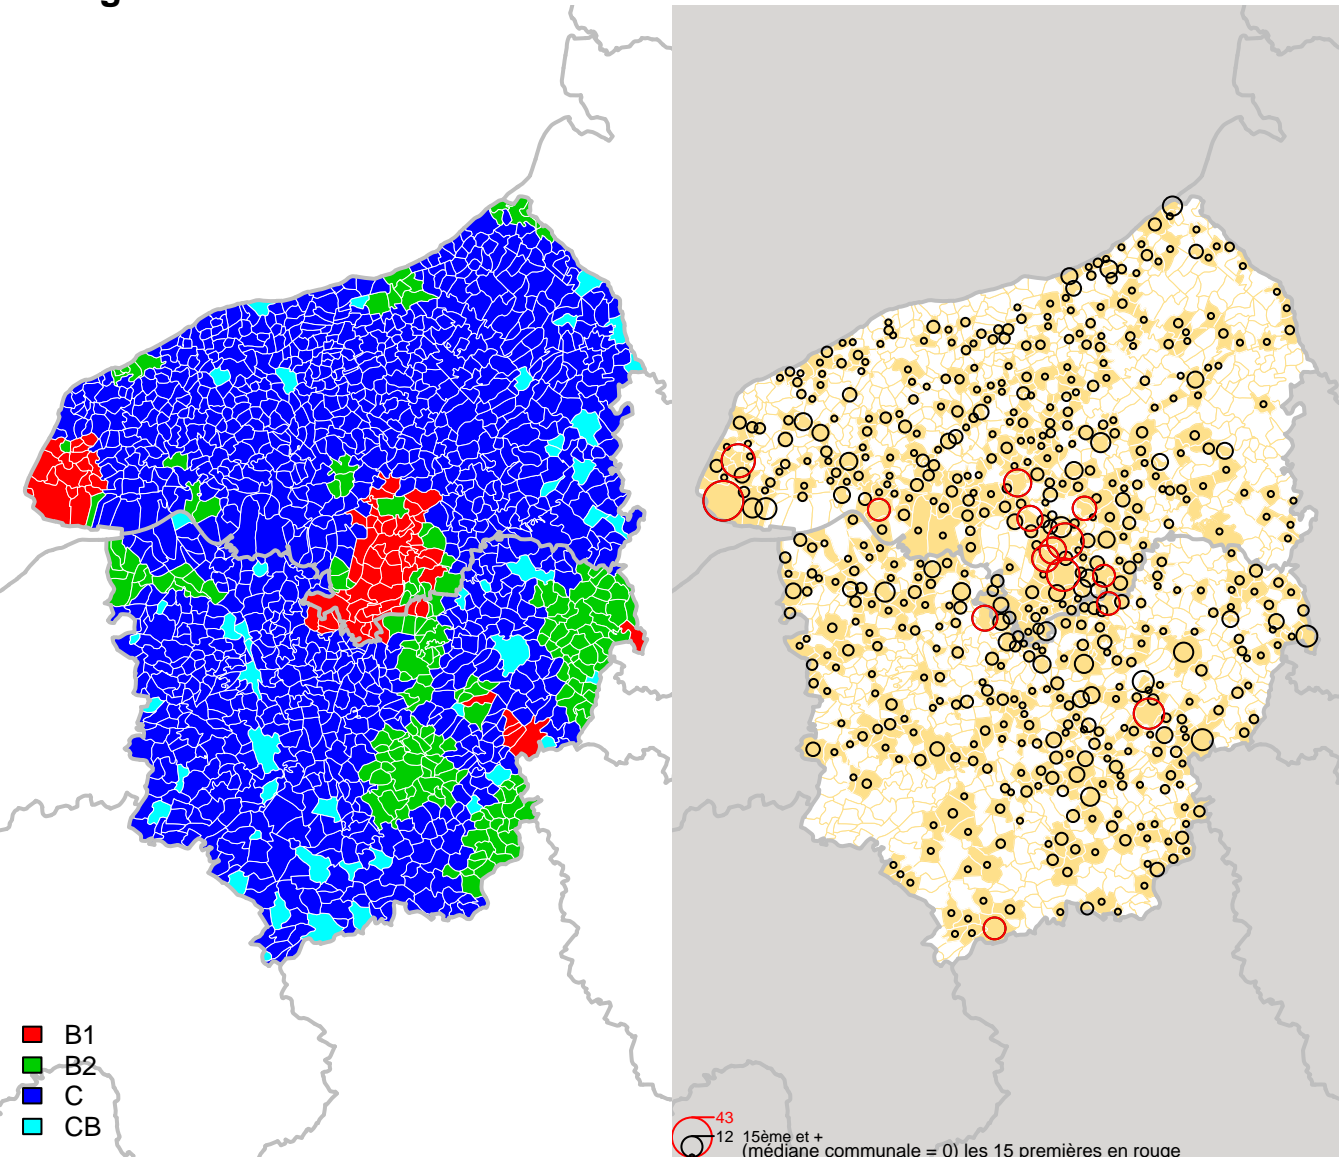 B1
B2
C
CB
43
12 15ème et +
(médiane communale = 0) les 15 premières en rouge